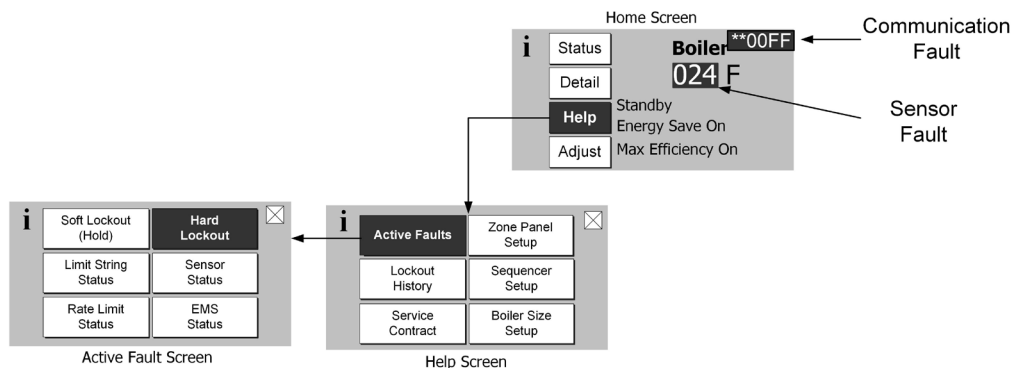 Home Screen
Communication
Fault
i
Status
Boiler
**00FF
Detail
024 F
Sensor
Fault
Help
Standby
Energy Save On
Adjust
Max Efficiency On
i
Soft Lockout
(Hold)
Hard
Lockout
Limit String
Status
Sensor
Status
Rate Limit
Status
EMS
Status
Active Fault Screen
i
Active Faults
Zone Panel
Setup
Lockout
History
Sequencer
Setup
Service
Contract
Boiler Size
Setup
Help Screen